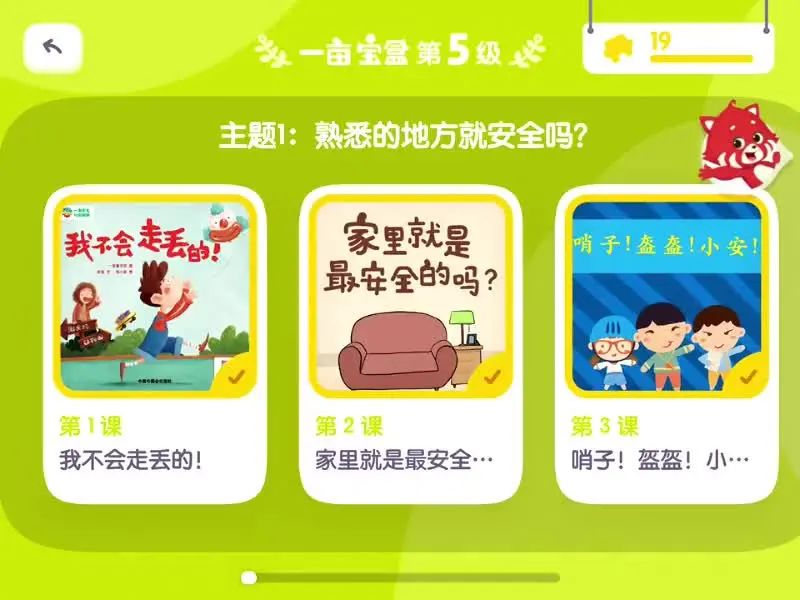 一亩宝盒第5级
19
主题1：熟悉的地方就安全吗？
我不会走丢的！
家里就是
最安全的吗？
哨子！盔盔！小安！
第1课
我不会走丢的！
第2课
家里就是最安全…
第3课
哨子！盔盔！小…